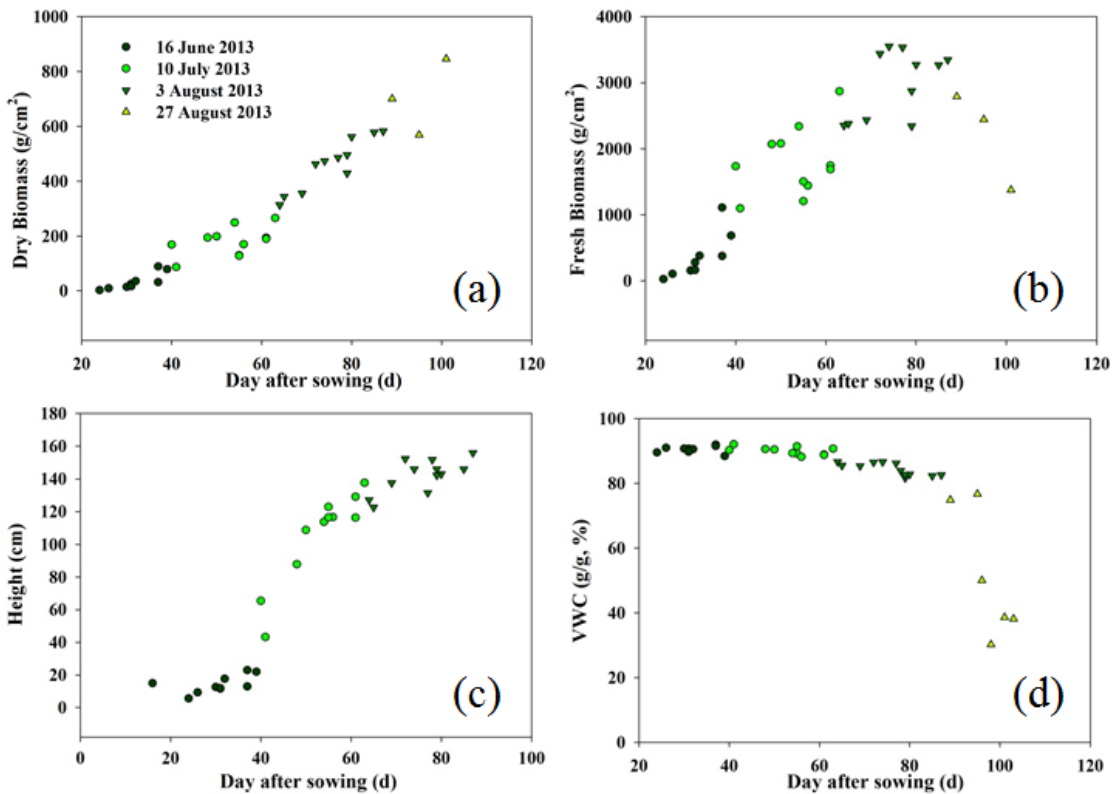 1000
800
600
400
200
0
20 40 60 80 100 120
Dry Biomass (g/cm²)
Day after sowing (d)
16 June 2013
10 July 2013
3 August 2013
27 August 2013
(a)
4000
3000
2000
1000
0
20 40 60 80 100 120
Fresh Biomass (g/cm²)
Day after sowing (d)
(b)
180
160
140
120
100
80
60
40
20
0
0 20 40 60 80 100
Height (cm)
Day after sowing (d)
(c)
100
80
60
40
20
0
20 40 60 80 100 120
VWC (g/g, %)
Day after sowing (d)
(d)